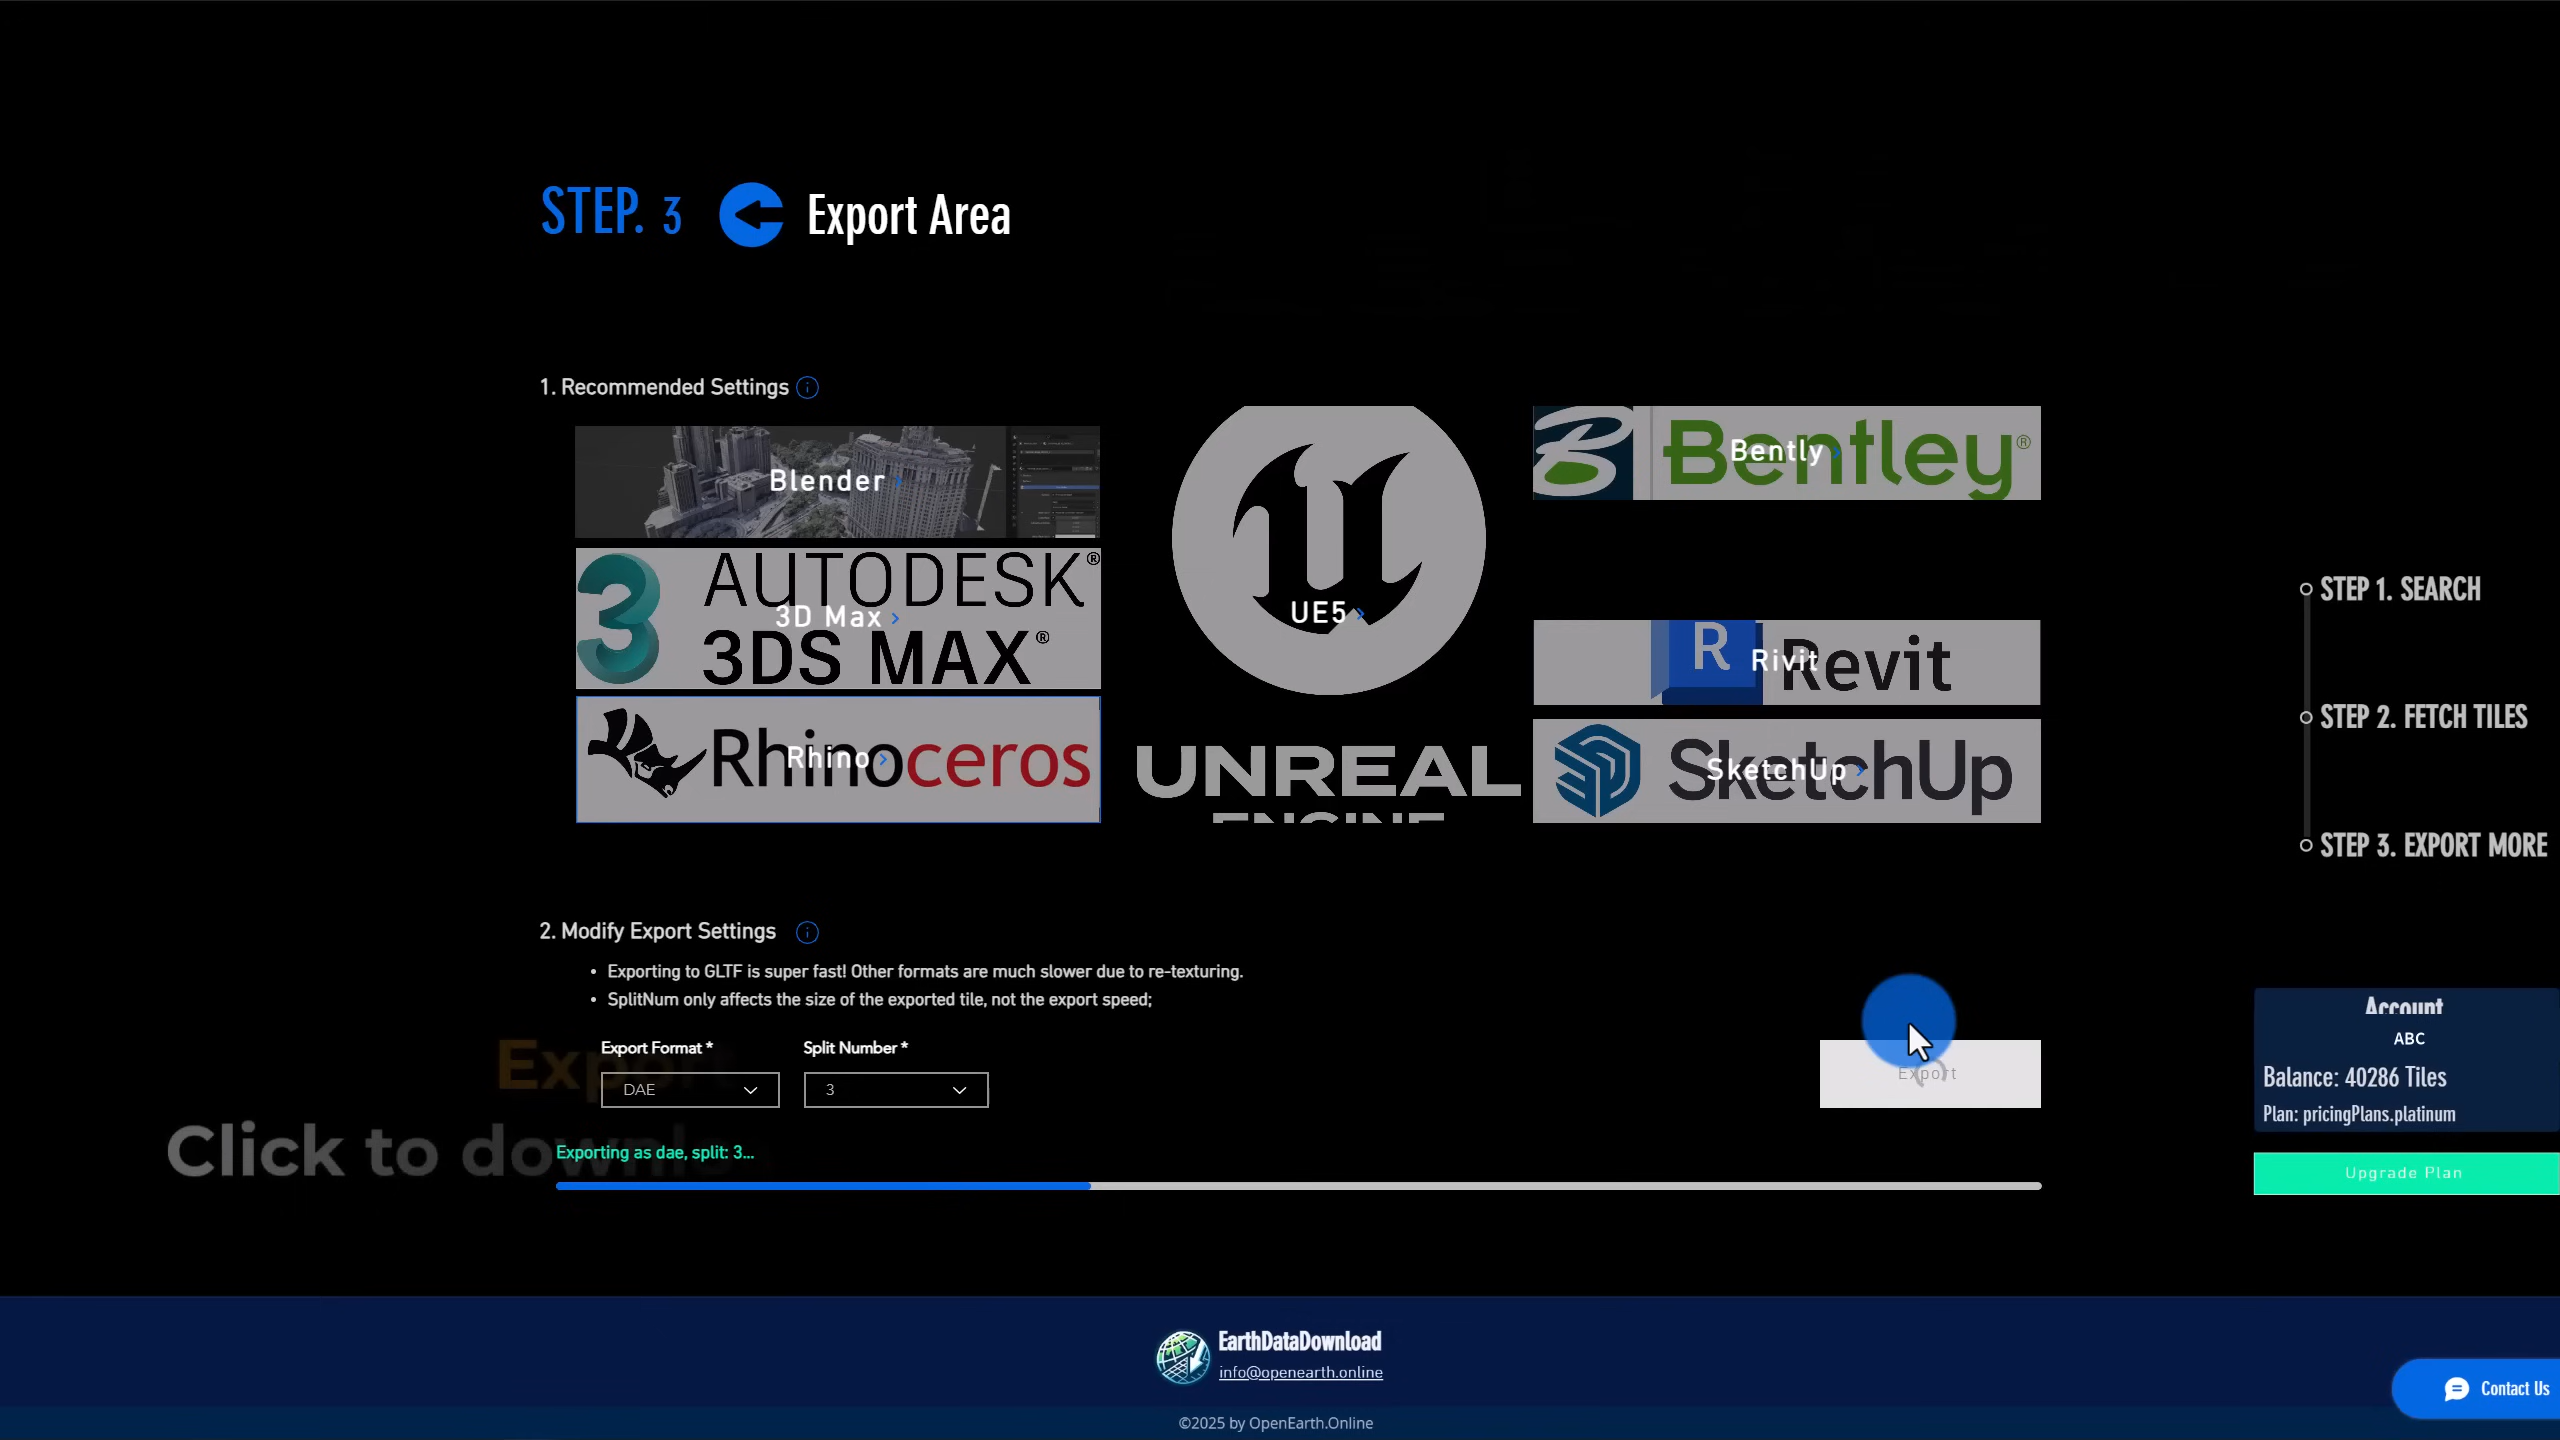 STEP. 3 Export Area
1. Recommended Settings
Blender
AUTODESK®
3D Max
3DS MAX®
Rhinoceros
Rhino
UE5
UNREAL
ENGINE
Bentley®
Bently
R Revit
Rivit
SketchUp
SketchUp
STEP 1. SEARCH
STEP 2. FETCH TILES
STEP 3. EXPORT MORE
2. Modify Export Settings
• Exporting to GLTF is super fast! Other formats are much slower due to re-texturing.
• SplitNum only affects the size of the exported tile, not the export speed;
Export
Export Format *
Split Number *
DAE
3
Export
Click to downl
Exporting as dae, split: 3...
Account
ABC
Balance: 40286 Tiles
Plan: pricingPlans.platinum
Upgrade Plan
EarthDataDownload
info@openearth.online
Contact Us
©2025 by OpenEarth.Online